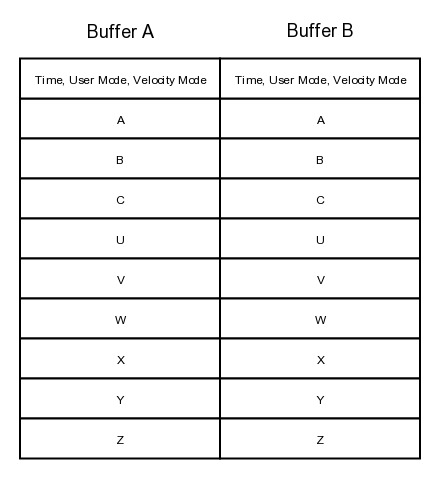 Buffer A Buffer B
Time, User Mode, Velocity Mode Time, User Mode, Velocity Mode
A A
B B
C C
U U
V V
W W
X X
Y Y
Z Z